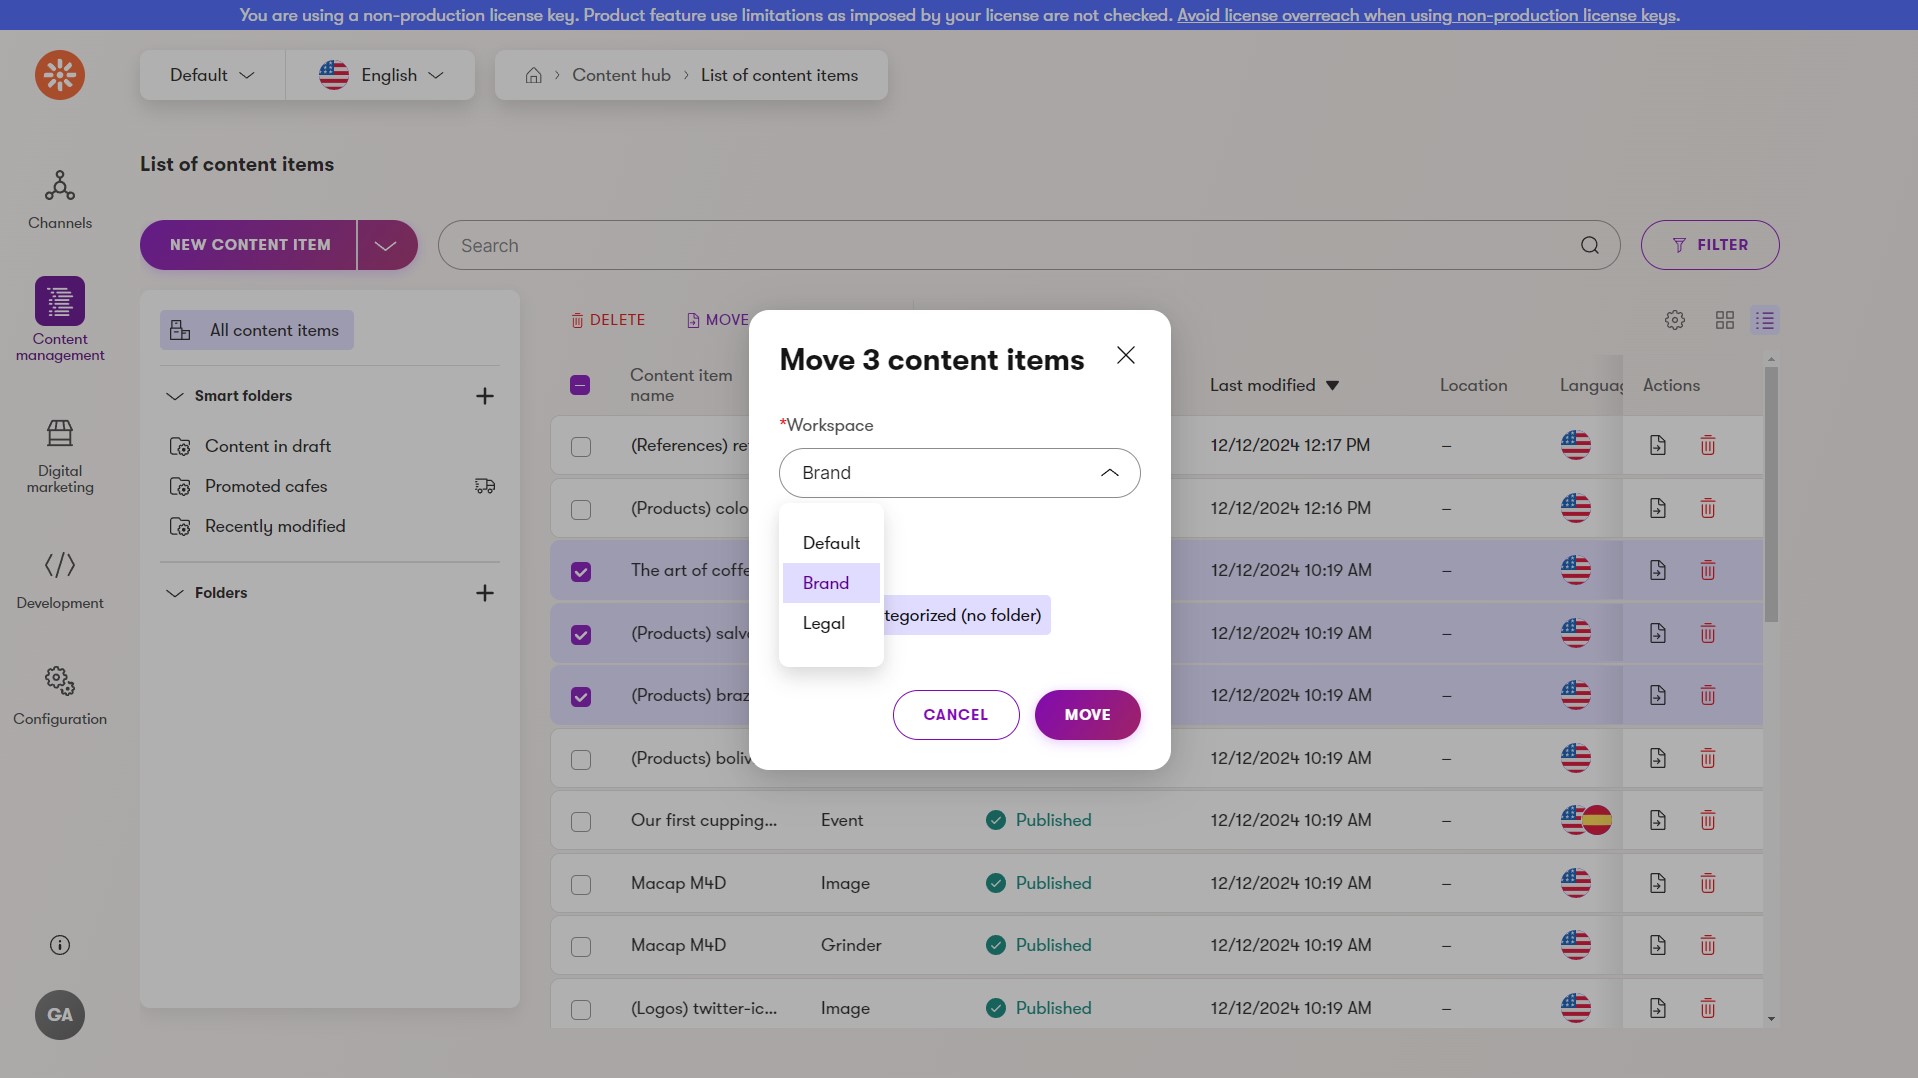 You are using a non-production license key. Product feature use limitations as imposed by your license are not checked. Avoid license overreach when using non-production license keys.
Default
English
Content hub
List of content items
List of content items
Channels
Content
management
Digital
marketing
Development
Configuration
GA
NEW CONTENT ITEM
Search
FILTER
All content items
Smart folders
Content in draft
Promoted cafes
Recently modified
Folders
DELETE
MOVE
Content item
name
Last modified
Location
Languag
Actions
(References) re
12/12/2024 12:17 PM
–
(Products) colo
12/12/2024 12:16 PM
–
The art of coffe
12/12/2024 10:19 AM
–
(Products) salv
12/12/2024 10:19 AM
–
(Products) braz
12/12/2024 10:19 AM
–
(Products) boliv
12/12/2024 10:19 AM
–
Our first cupping...
Event
Published
12/12/2024 10:19 AM
–
Macap M4D
Image
Published
12/12/2024 10:19 AM
–
Macap M4D
Grinder
Published
12/12/2024 10:19 AM
–
(Logos) twitter-ic...
Image
Published
12/12/2024 10:19 AM
–
Move 3 content items
*Workspace
Brand
Default
Brand
Legal
tegorized (no folder)
CANCEL
MOVE